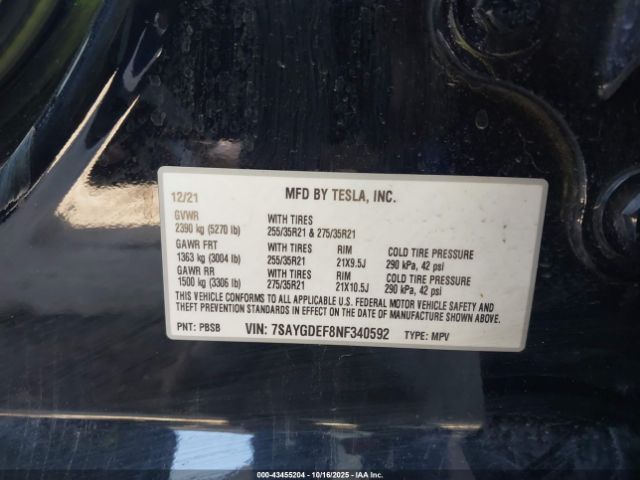 12/21 MFD BY TESLA, INC.
GVWR WITH TIRES
2390 kg (5270 lb) 255/35R21 & 275/35R21
GAWR FRT WITH TIRES RIM COLD TIRE PRESSURE
1363 kg (3004 lb) 255/35R21 21X9.5J 290 kPa, 42 psi
GAWR RR WITH TIRES RIM COLD TIRE PRESSURE
1500 kg (3306 lb) 275/35R21 21X10.5J 290 kPa, 42 psi
THIS VEHICLE CONFORMS TO ALL APPLICABLE U.S. FEDERAL MOTOR VEHICLE SAFETY AND
THEFT PREVENTION STANDARDS IN EFFECT ON THE DATE OF MANUFACTURE SHOWN ABOVE.
PNT: PBSB VIN: 7SAYGDEF8NF340592 TYPE: MPV
000-43455204 - 10/16/2025 - IAAI.COM